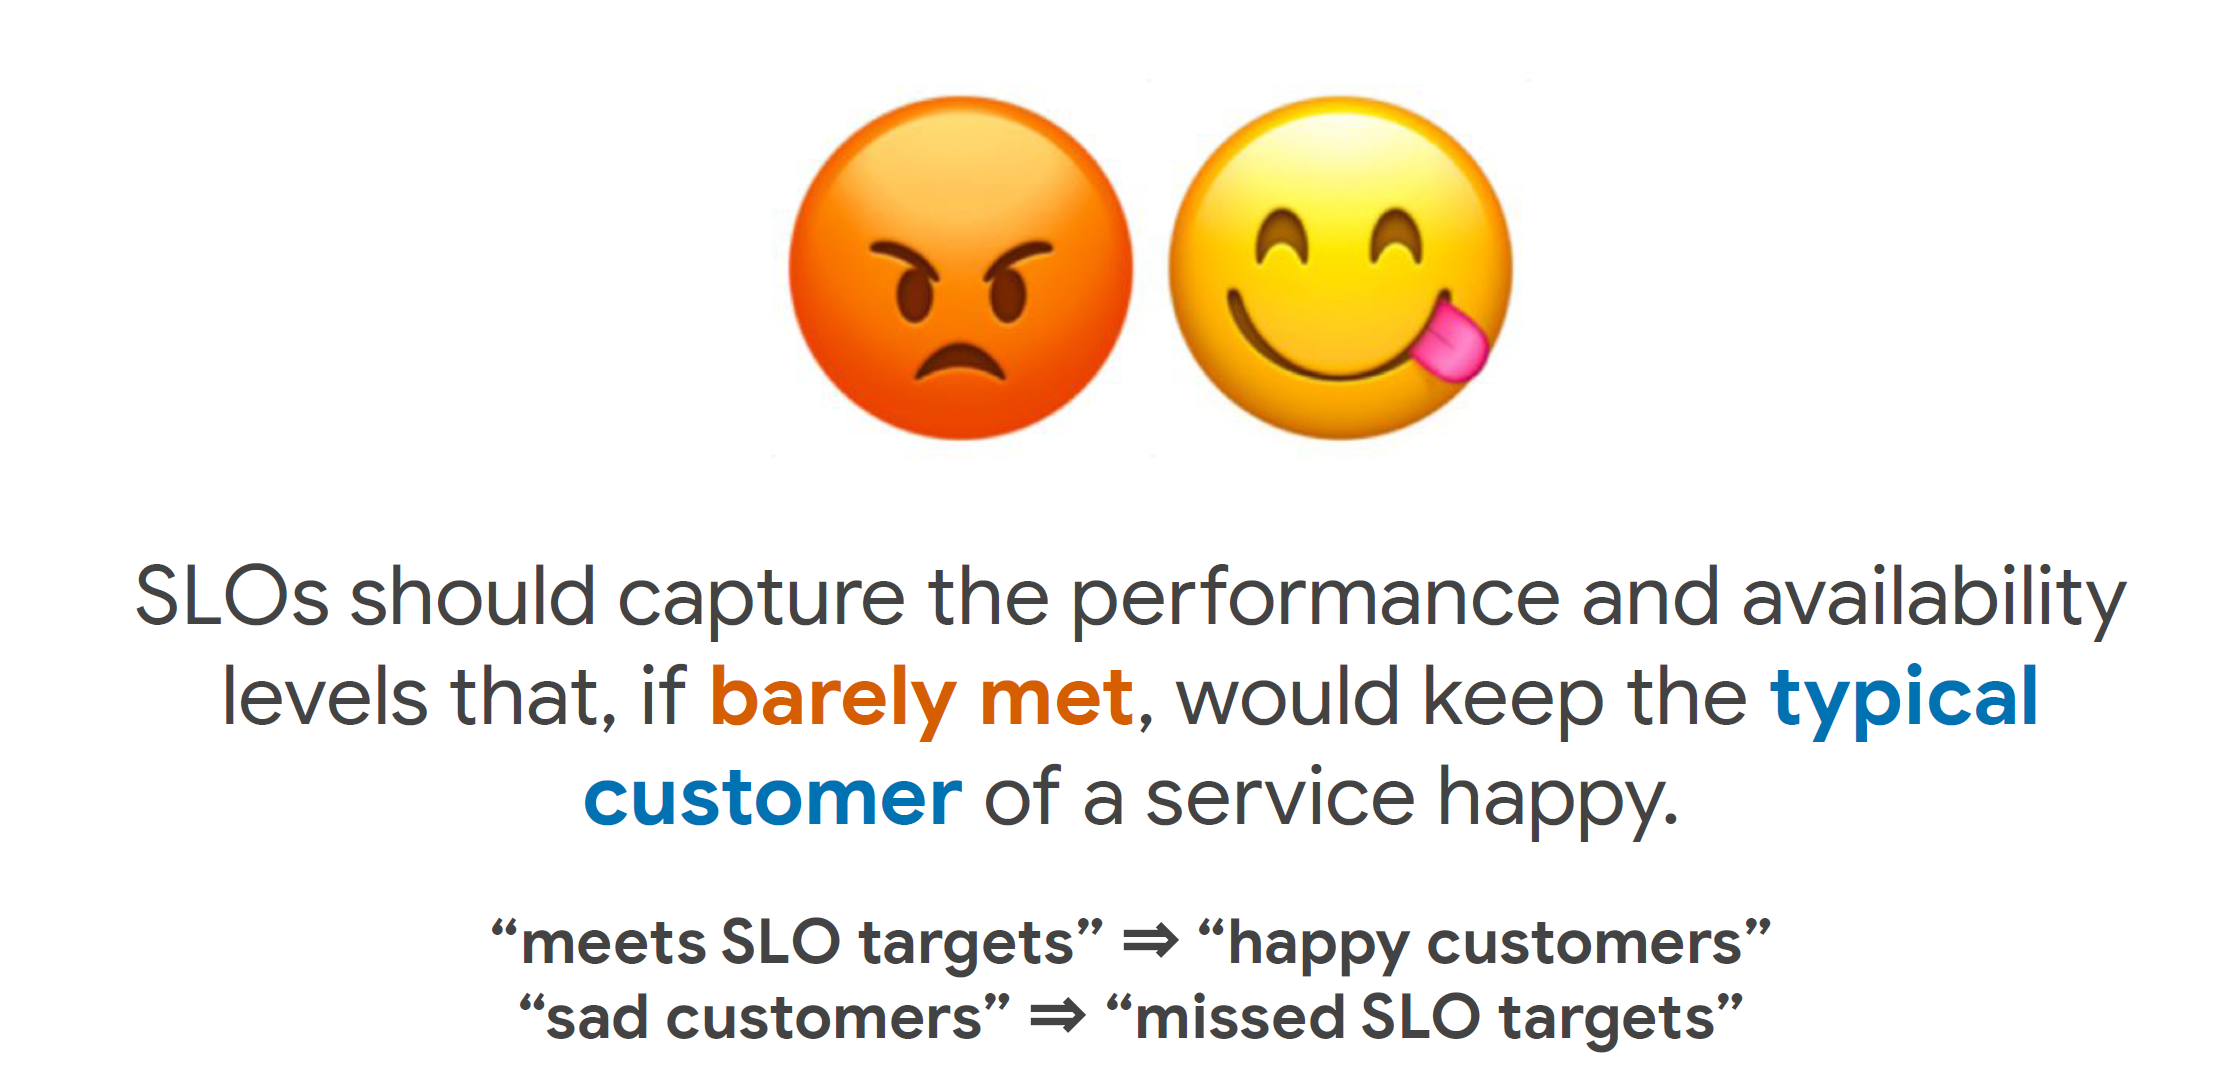 SLOs should capture the performance and availability
levels that, if barely met, would keep the typical
customer of a service happy.
“meets SLO targets” ⇒ “happy customers”
“sad customers” ⇒ “missed SLO targets”